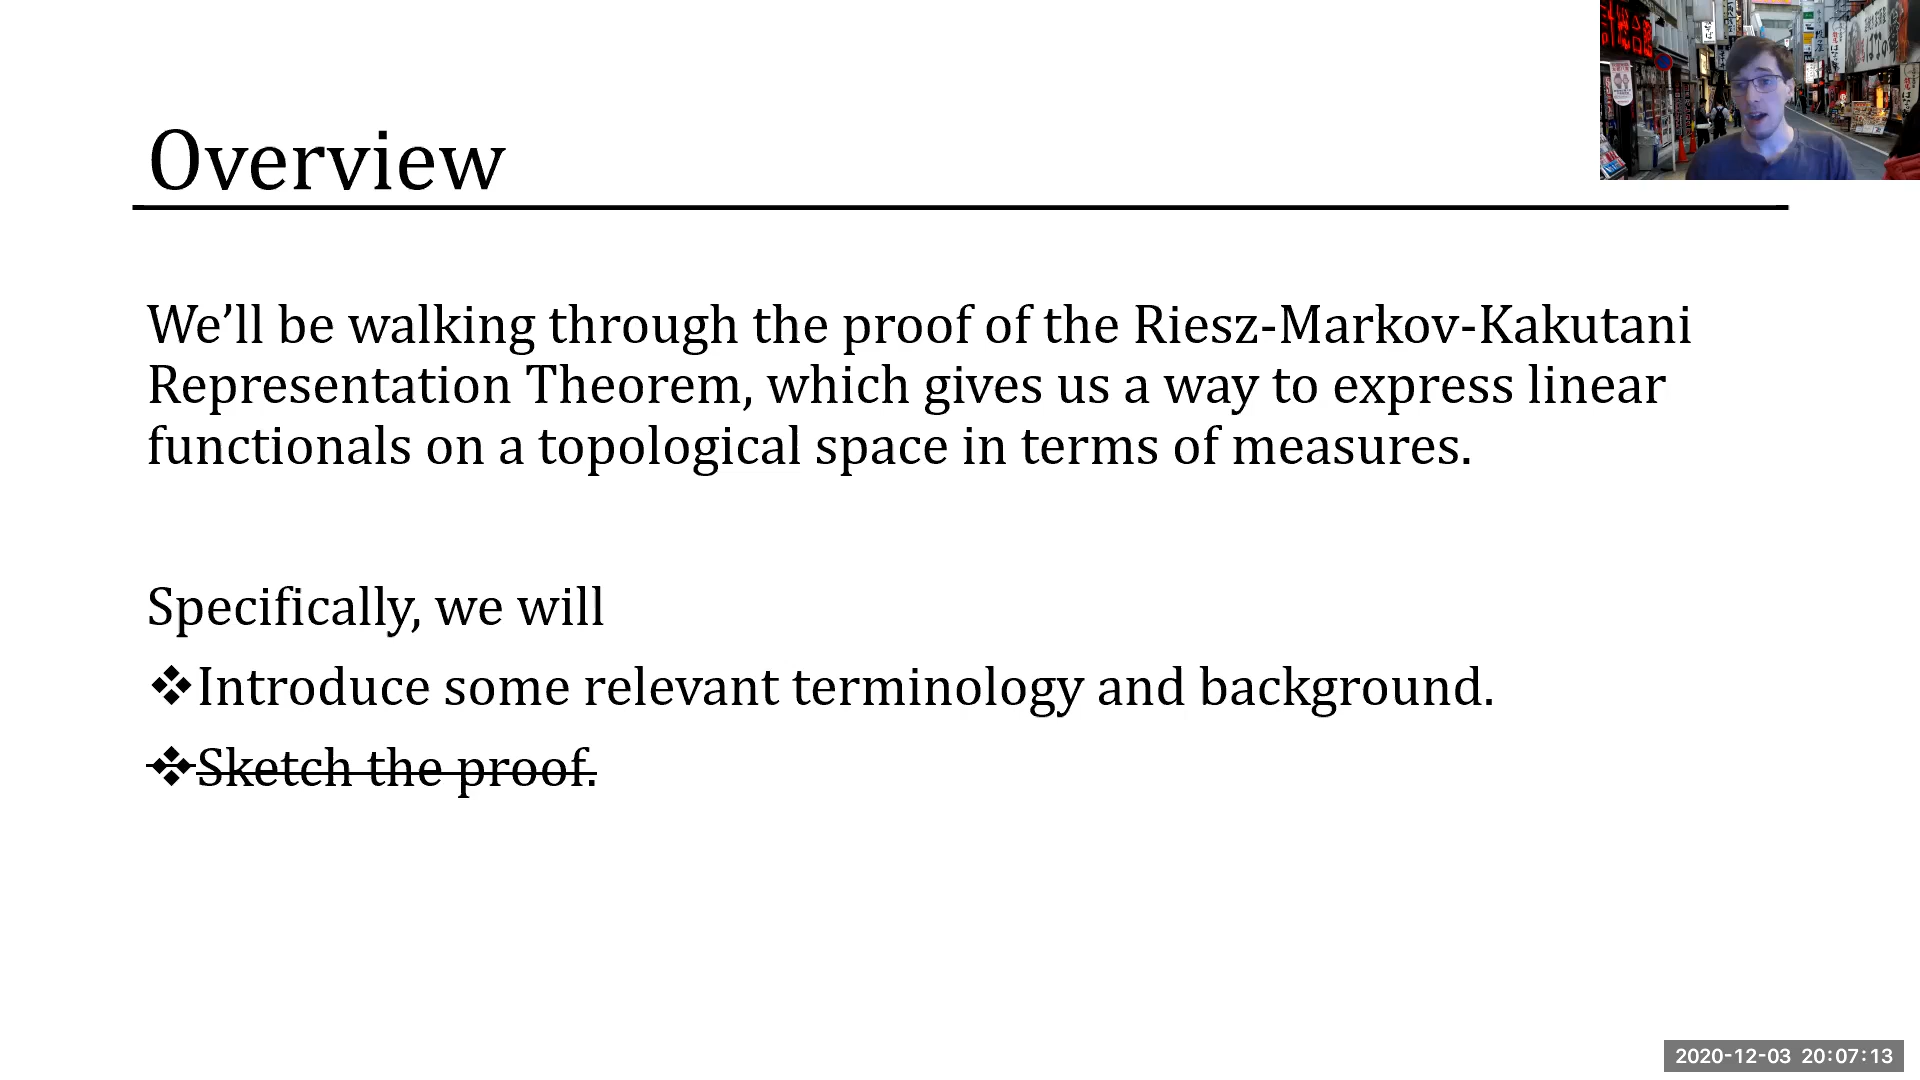 Overview
We’ll be walking through the proof of the Riesz-Markov-Kakutani
Representation Theorem, which gives us a way to express linear
functionals on a topological space in terms of measures.
Specifically, we will
❖Introduce some relevant terminology and background.
❖Sketch the proof.
2020-12-03 20:07:13